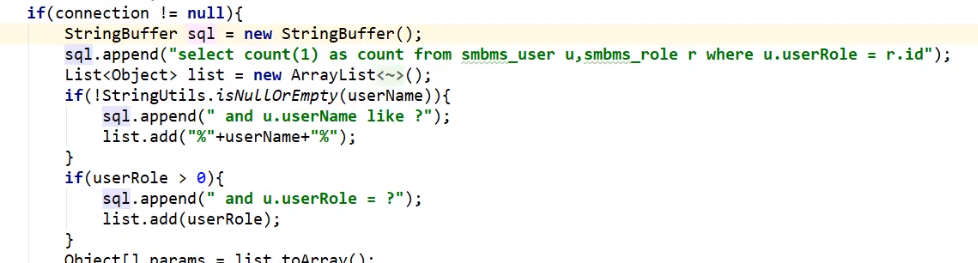 if(connection != null){
StringBuffer sql = new StringBuffer();
sql.append("select count(1) as count from smbms_user u,smbms_role r where u.userRole = r.id");
List<Object> list = new ArrayList<~>();
if(!StringUtils.isNullOrEmpty(userName)){
sql.append(" and u.userName like ?");
list.add("%"+userName+"%");
}
if(userRole > 0){
sql.append(" and u.userRole = ?");
list.add(userRole);
}
Object[] params = list.toArray();